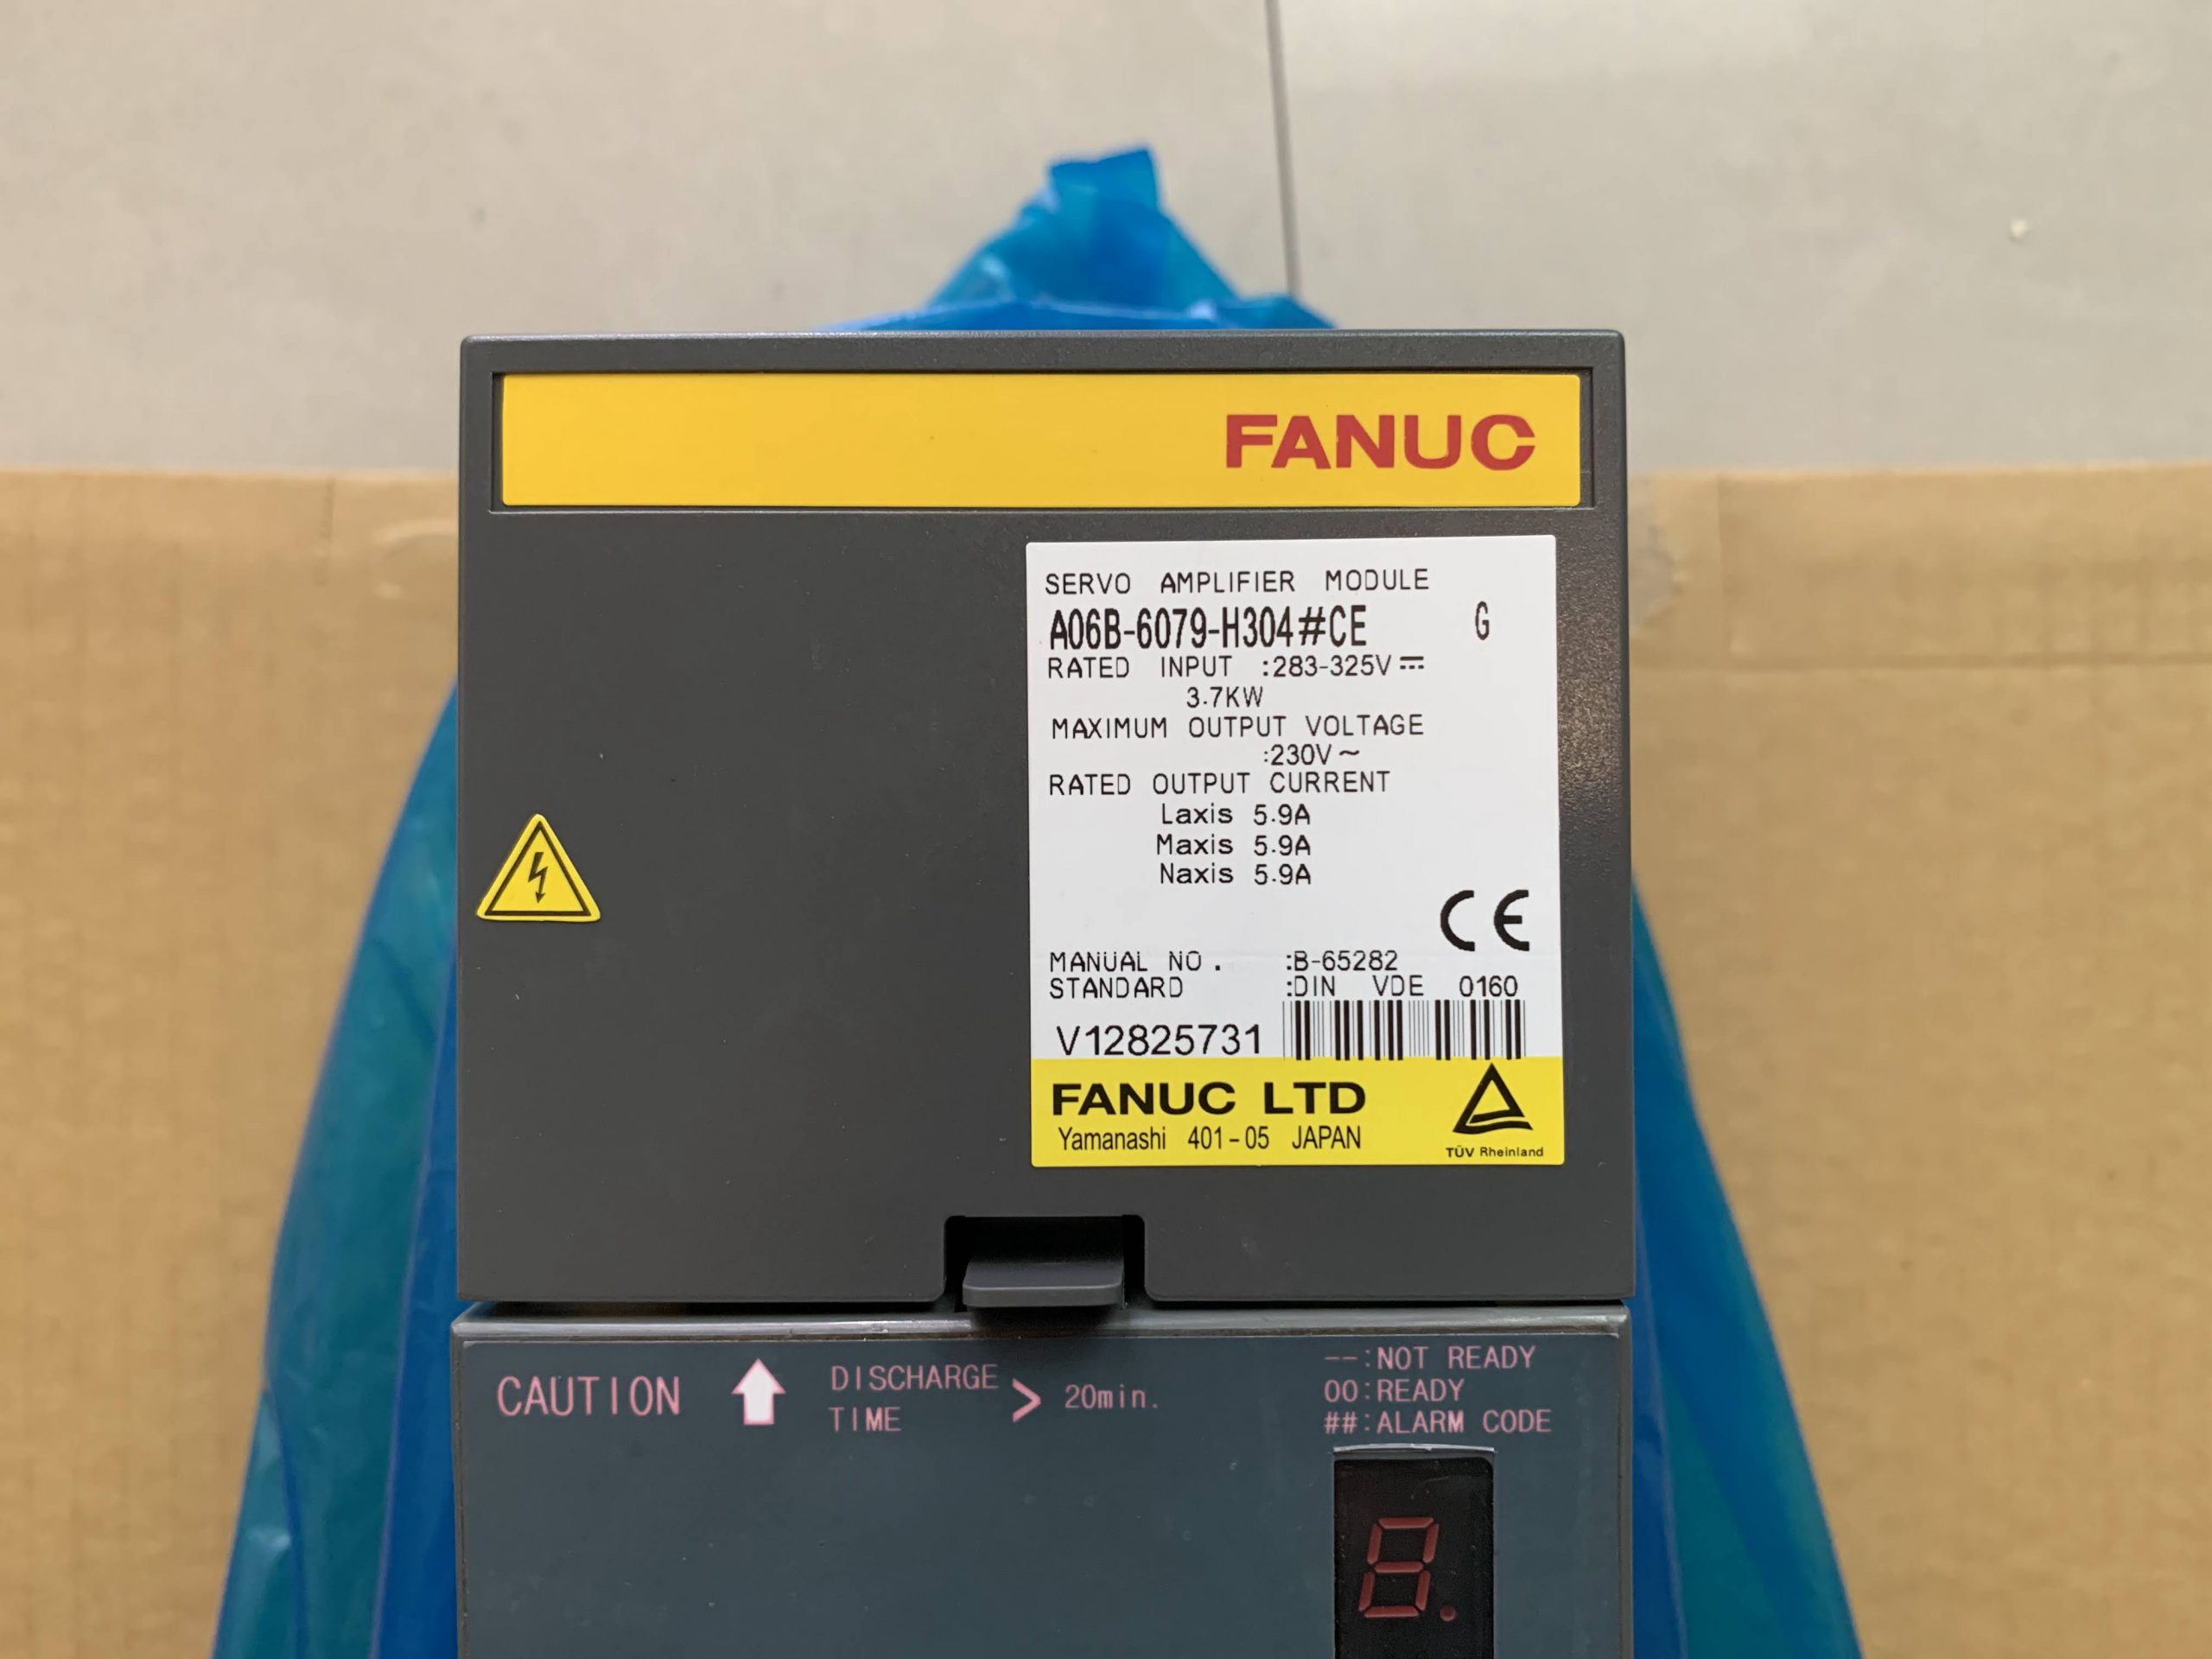 FANUC
SERVO AMPLIFIER MODULE
A06B-6079-H304#CE G
RATED INPUT :283-325V⎓
3.7KW
MAXIMUM OUTPUT VOLTAGE
:230V~
RATED OUTPUT CURRENT
Laxis 5.9A
Maxis 5.9A
Naxis 5.9A
CE
MANUAL NO. :B-65282
STANDARD :DIN VDE 0160
V12825731
FANUC LTD
Yamanashi 401-05 JAPAN
TÜV Rheinland
CAUTION
DISCHARGE
TIME
> 20min.
--:NOT READY
00:READY
##:ALARM CODE
8.